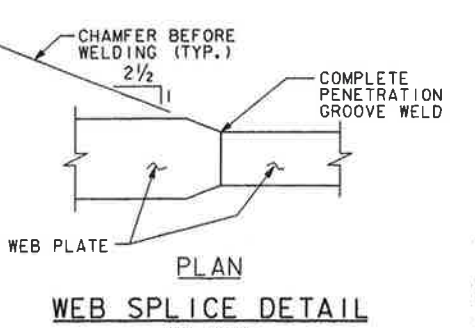 CHAMFER BEFORE
WELDING (TYP.)
2½
1
COMPLETE
PENETRATION
GROOVE WELD
WEB PLATE
PLAN
WEB SPLICE DETAIL